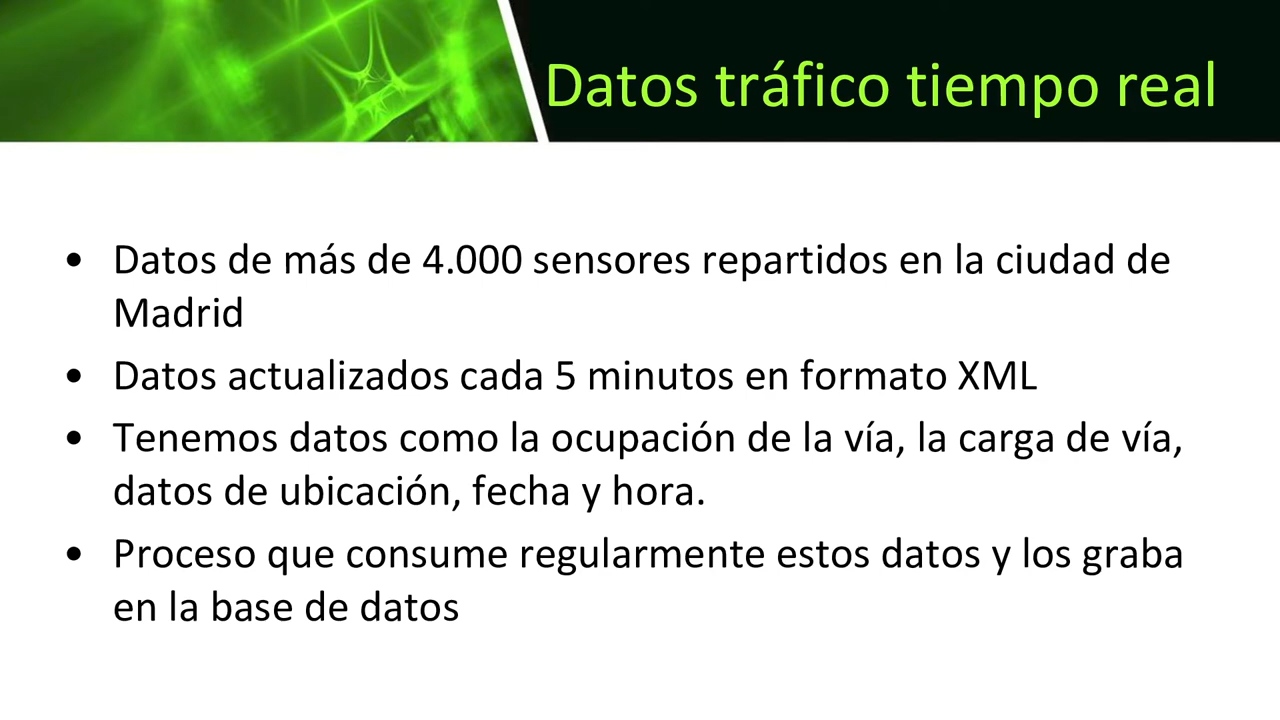 Datos tráfico tiempo real
• Datos de más de 4.000 sensores repartidos en la ciudad de
Madrid
• Datos actualizados cada 5 minutos en formato XML
• Tenemos datos como la ocupación de la vía, la carga de vía,
datos de ubicación, fecha y hora.
• Proceso que consume regularmente estos datos y los graba
en la base de datos